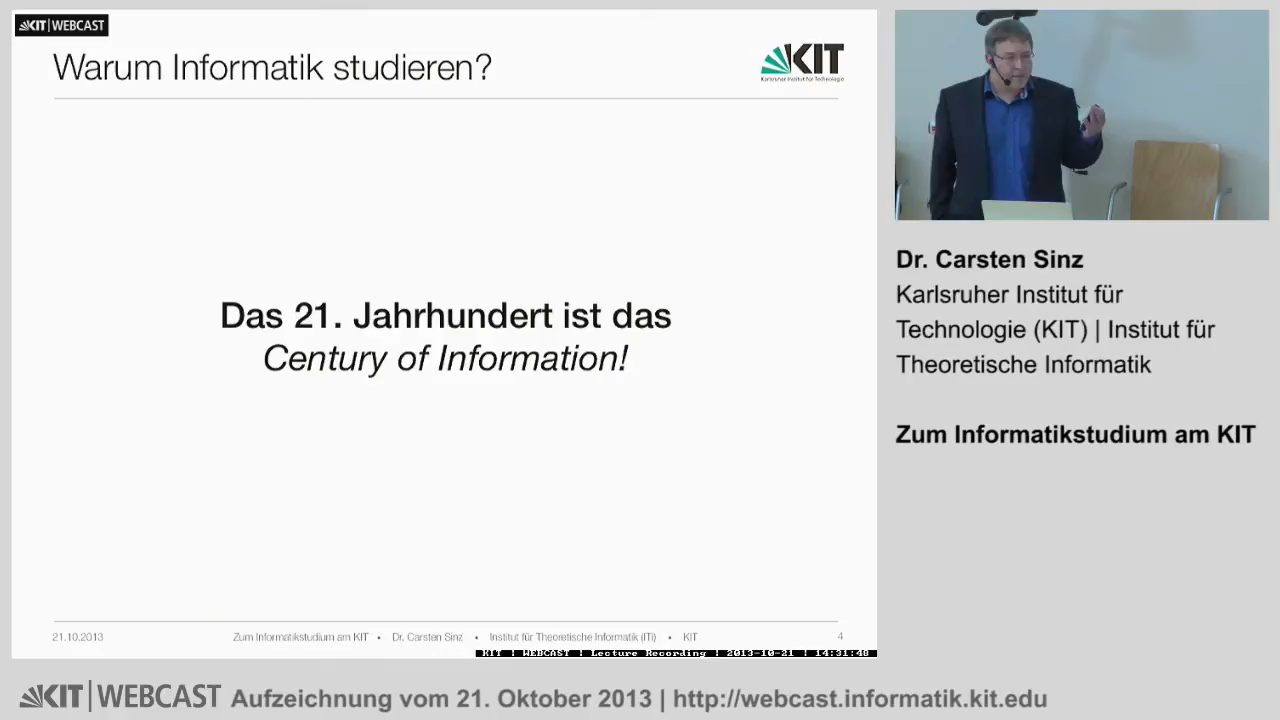 KIT | WEBCAST
Warum Informatik studieren?
KIT
Karlsruher Institut für Technologie
Das 21. Jahrhundert ist das
Century of Information!
21.10.2013
Zum Informatikstudium am KIT • Dr. Carsten Sinz • Institut für Theoretische Informatik (ITI) • KIT
4
KIT | WEBCAST | Lecture Recording | 2013-10-21 | 14:31:48
Dr. Carsten Sinz
Karlsruher Institut für
Technologie (KIT) | Institut für
Theoretische Informatik
Zum Informatikstudium am KIT
KIT | WEBCAST Aufzeichnung vom 21. Oktober 2013 | http://webcast.informatik.kit.edu